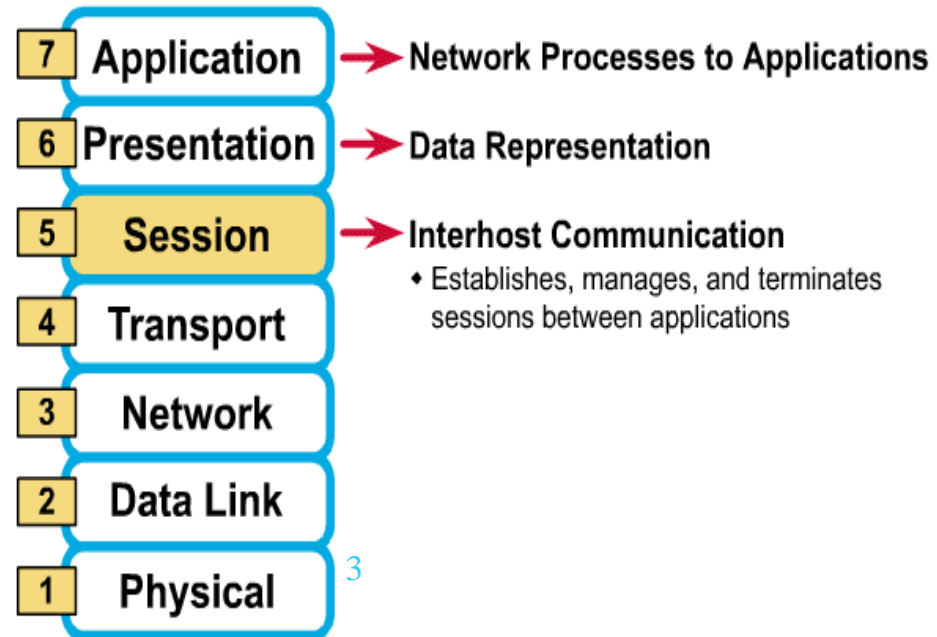 7 Application Network Processes to Applications
6 Presentation Data Representation
5 Session Interhost Communication
• Establishes, manages, and terminates
sessions between applications
4 Transport
3 Network
2 Data Link
1 Physical
3